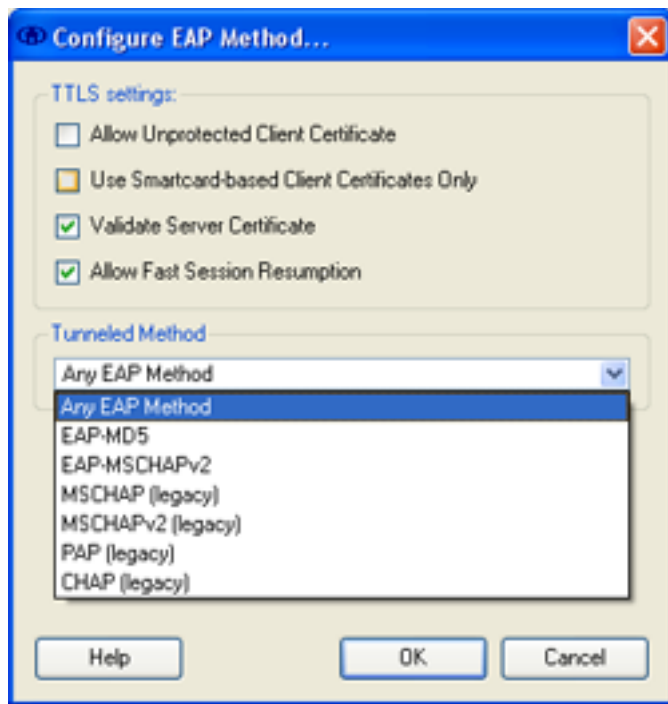 Configure EAP Method...
TTLS settings:
Allow Unprotected Client Certificate
Use Smartcard-based Client Certificates Only
Validate Server Certificate
Allow Fast Session Resumption
Tunneled Method
Any EAP Method
Any EAP Method
EAP-MD5
EAP-MSCHAPv2
MSCHAP (legacy)
MSCHAPv2 (legacy)
PAP (legacy)
CHAP (legacy)
Help OK Cancel